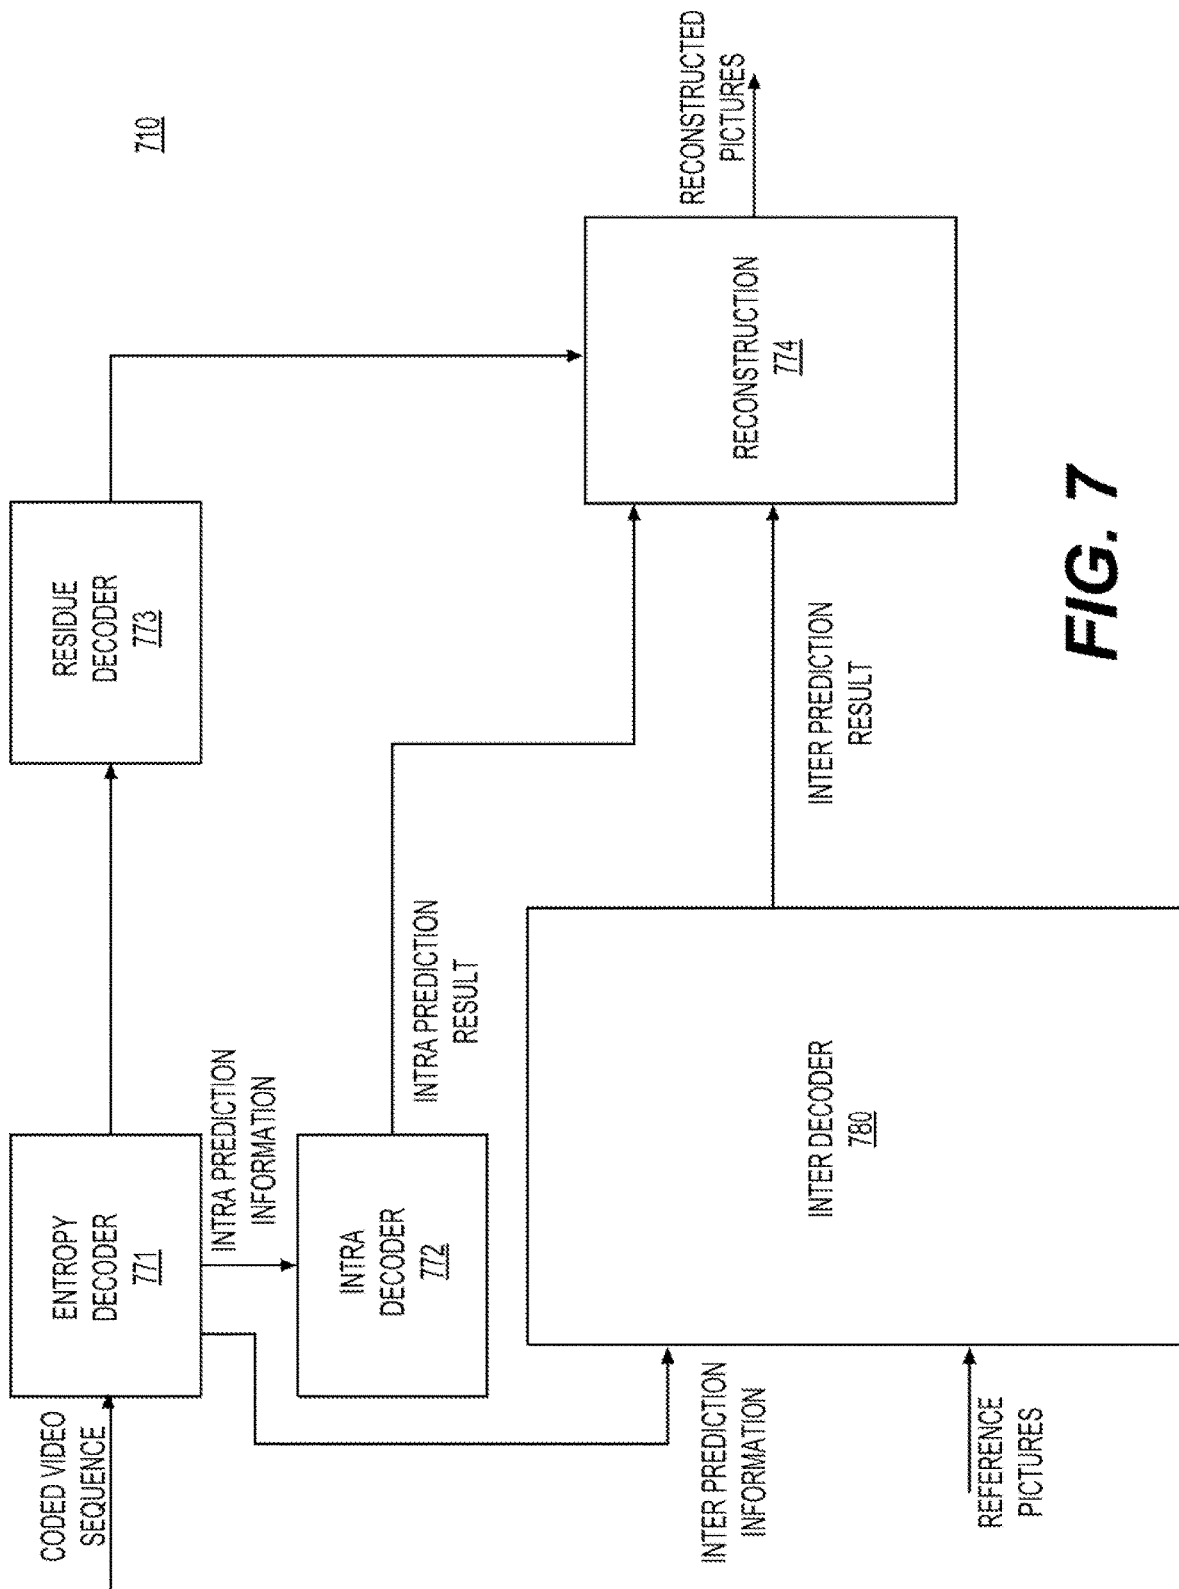 710
CODED VIDEO
SEQUENCE
ENTROPY
DECODER
771
RESIDUE
DECODER
773
INTRA PREDICTION
INFORMATION
INTRA
DECODER
772
INTRA PREDICTION
RESULT
INTER PREDICTION
INFORMATION
REFERENCE
PICTURES
INTER DECODER
780
INTER PREDICTION
RESULT
RECONSTRUCTION
774
RECONSTRUCTED
PICTURES
FIG. 7